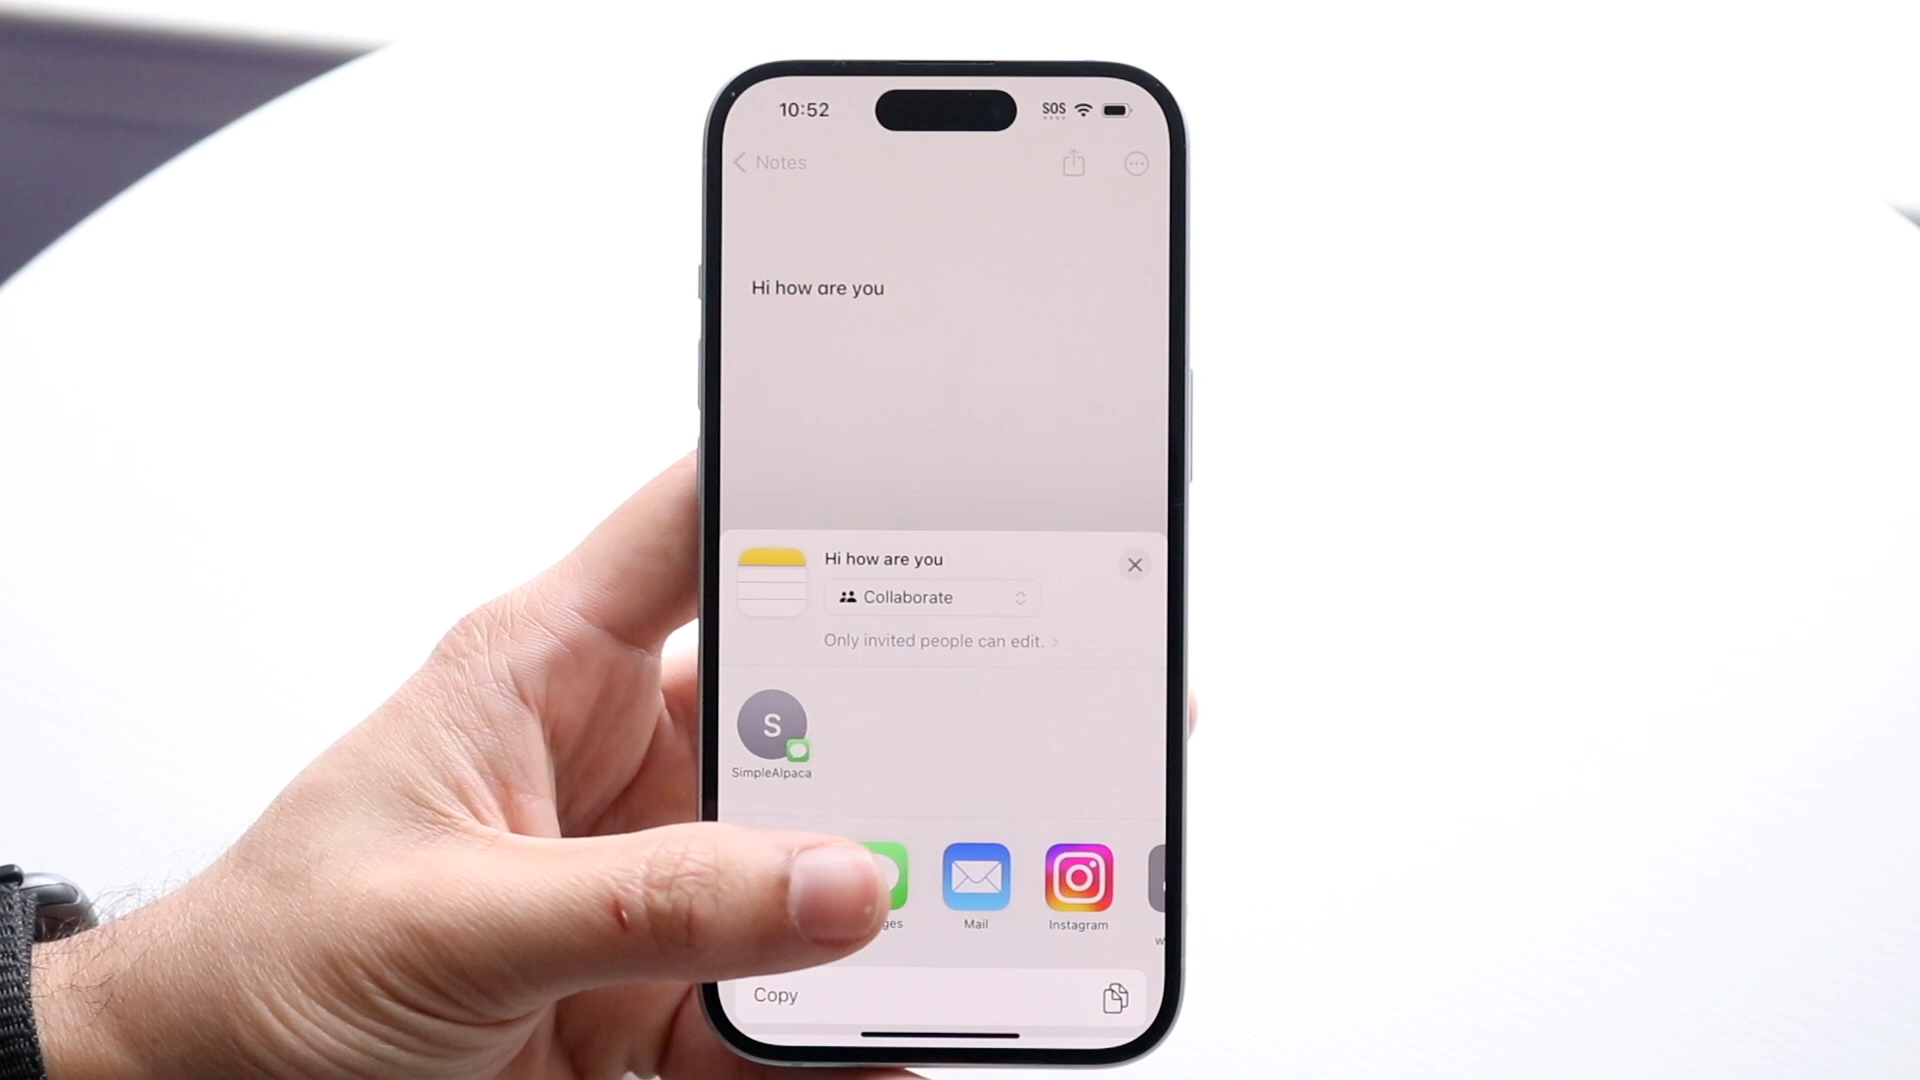 10:52
SOS
Notes
Hi how are you
Hi how are you
Collaborate
Only invited people can edit.
S
SimpleAlpaca
Mail
Instagram
Copy